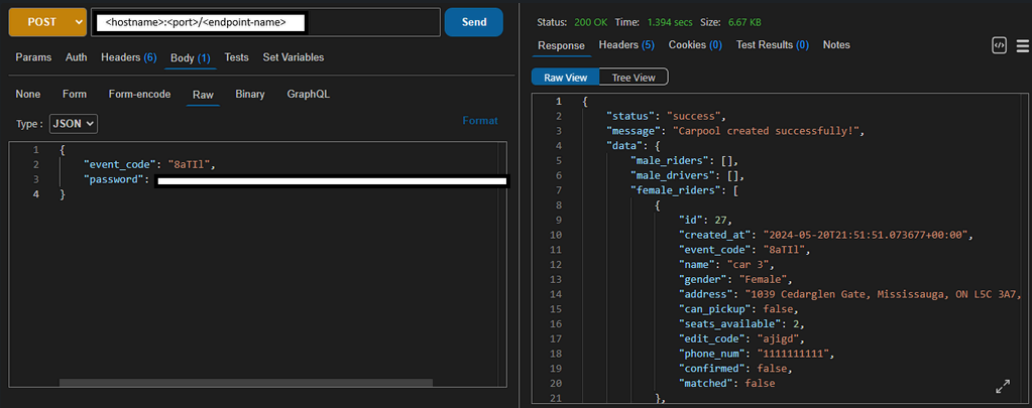 POST
<hostname>:<port>/<endpoint-name>
Send
Params Auth Headers (6) Body (1) Tests Set Variables
None Form Form-encode Raw Binary GraphQL
Type : JSON
Format
1 {
2 "event_code": "8aTIl",
3 "password":
4 }
Status: 200 OK Time: 1.394 secs Size: 6.67 KB
Response Headers (5) Cookies (0) Test Results (0) Notes
</>
Raw View Tree View
1 {
2 "status": "success",
3 "message": "Carpool created successfully!",
4 "data": {
5 "male_riders": [],
6 "male_drivers": [],
7 "female_riders": [
8 {
9 "id": 27,
10 "created_at": "2024-05-20T21:51:51.073677+00:00",
11 "event_code": "8aTIl",
12 "name": "car 3",
13 "gender": "Female",
14 "address": "1039 Cedarglen Gate, Mississauga, ON L5C 3A7,
15 "can_pickup": false,
16 "seats_available": 2,
17 "edit_code": "ajigd",
18 "phone_num": "1111111111",
19 "confirmed": false,
20 "matched": false
21 },